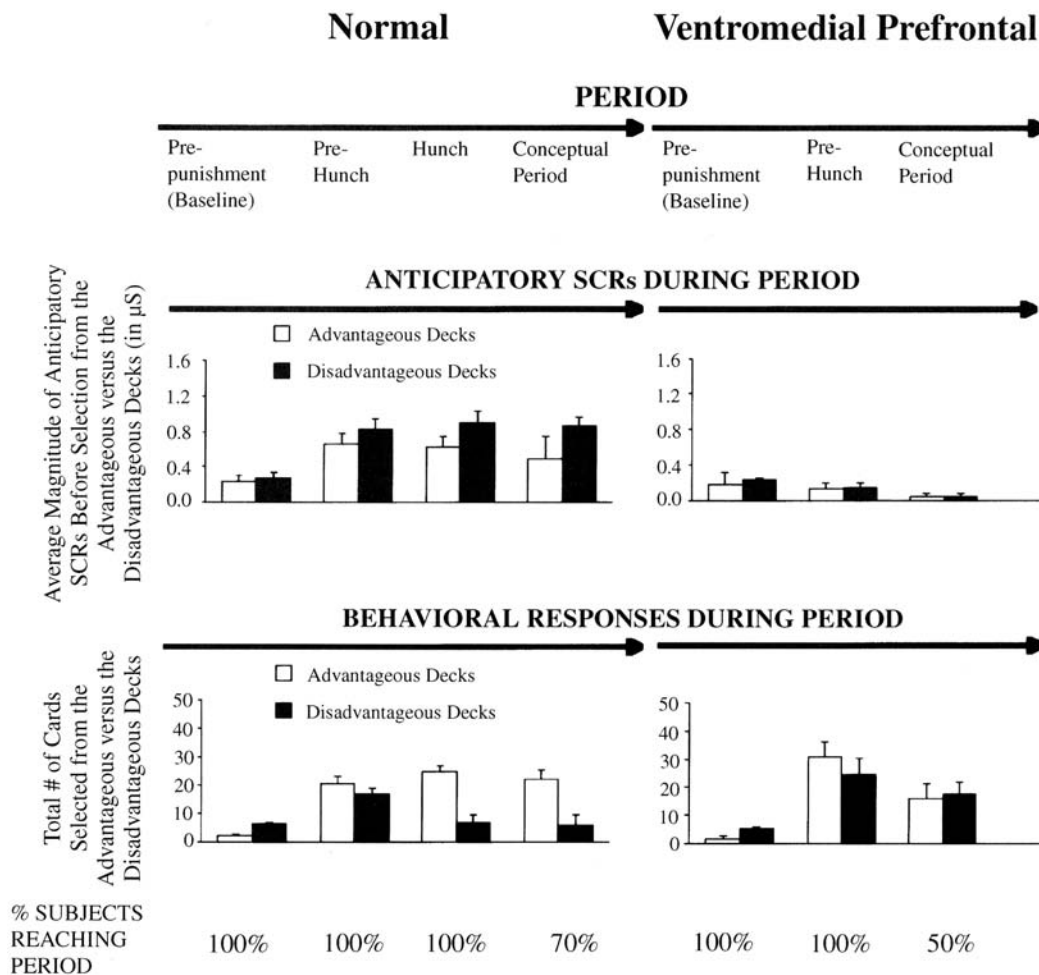 Normal
Ventromedial Prefrontal
PERIOD
Pre-
punishment
(Baseline)
Pre-
Hunch
Hunch
Conceptual
Period
Pre-
punishment
(Baseline)
Pre-
Hunch
Conceptual
Period
ANTICIPATORY SCRs DURING PERIOD
Average Magnitude of Anticipatory
SCRs Before Selection from the
Advantageous versus the
Disadvantageous Decks (in µS)
Advantageous Decks
Disadvantageous Decks
1.6
1.2
0.8
0.4
0.0
1.6
1.2
0.8
0.4
0.0
BEHAVIORAL RESPONSES DURING PERIOD
Total # of Cards
Selected from the
Advantageous versus the
Disadvantageous Decks
Advantageous Decks
Disadvantageous Decks
50
40
30
20
10
0
50
40
30
20
10
0
% SUBJECTS
REACHING
PERIOD
100% 100% 100% 70% 100% 100% 50%